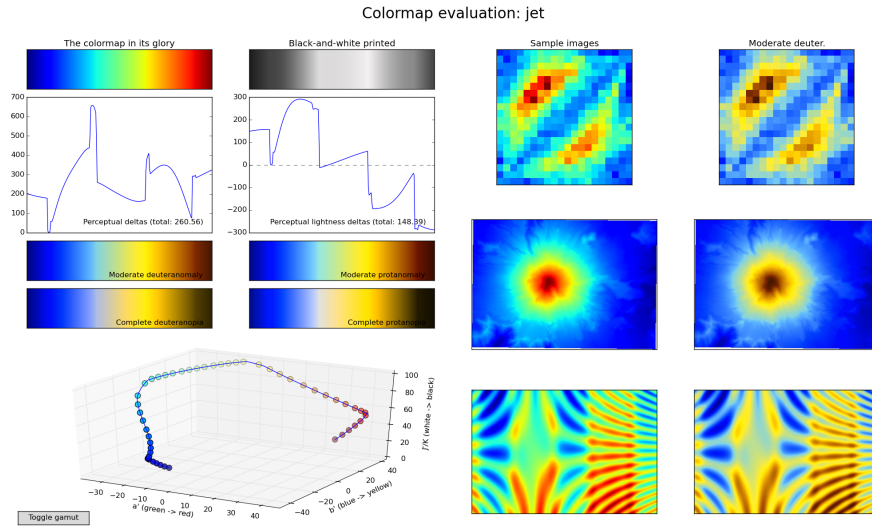 Colormap evaluation: jet
The colormap in its glory
Black-and-white printed
Sample images
Moderate deuter.
700
600
500
400
300
200
100
0
Perceptual deltas (total: 260.56)
300
200
100
0
−100
−200
−300
Perceptual lightness deltas (total: 148.39)
Moderate deuteranomaly
Moderate protanomaly
Complete deuteranopia
Complete protanopia
100
80
60
40
20
0
J'/K (white -> black)
−30
−20
−10
0
10
20
30
40
a' (green -> red)
−40
−20
0
20
40
b' (blue -> yellow)
Toggle gamut